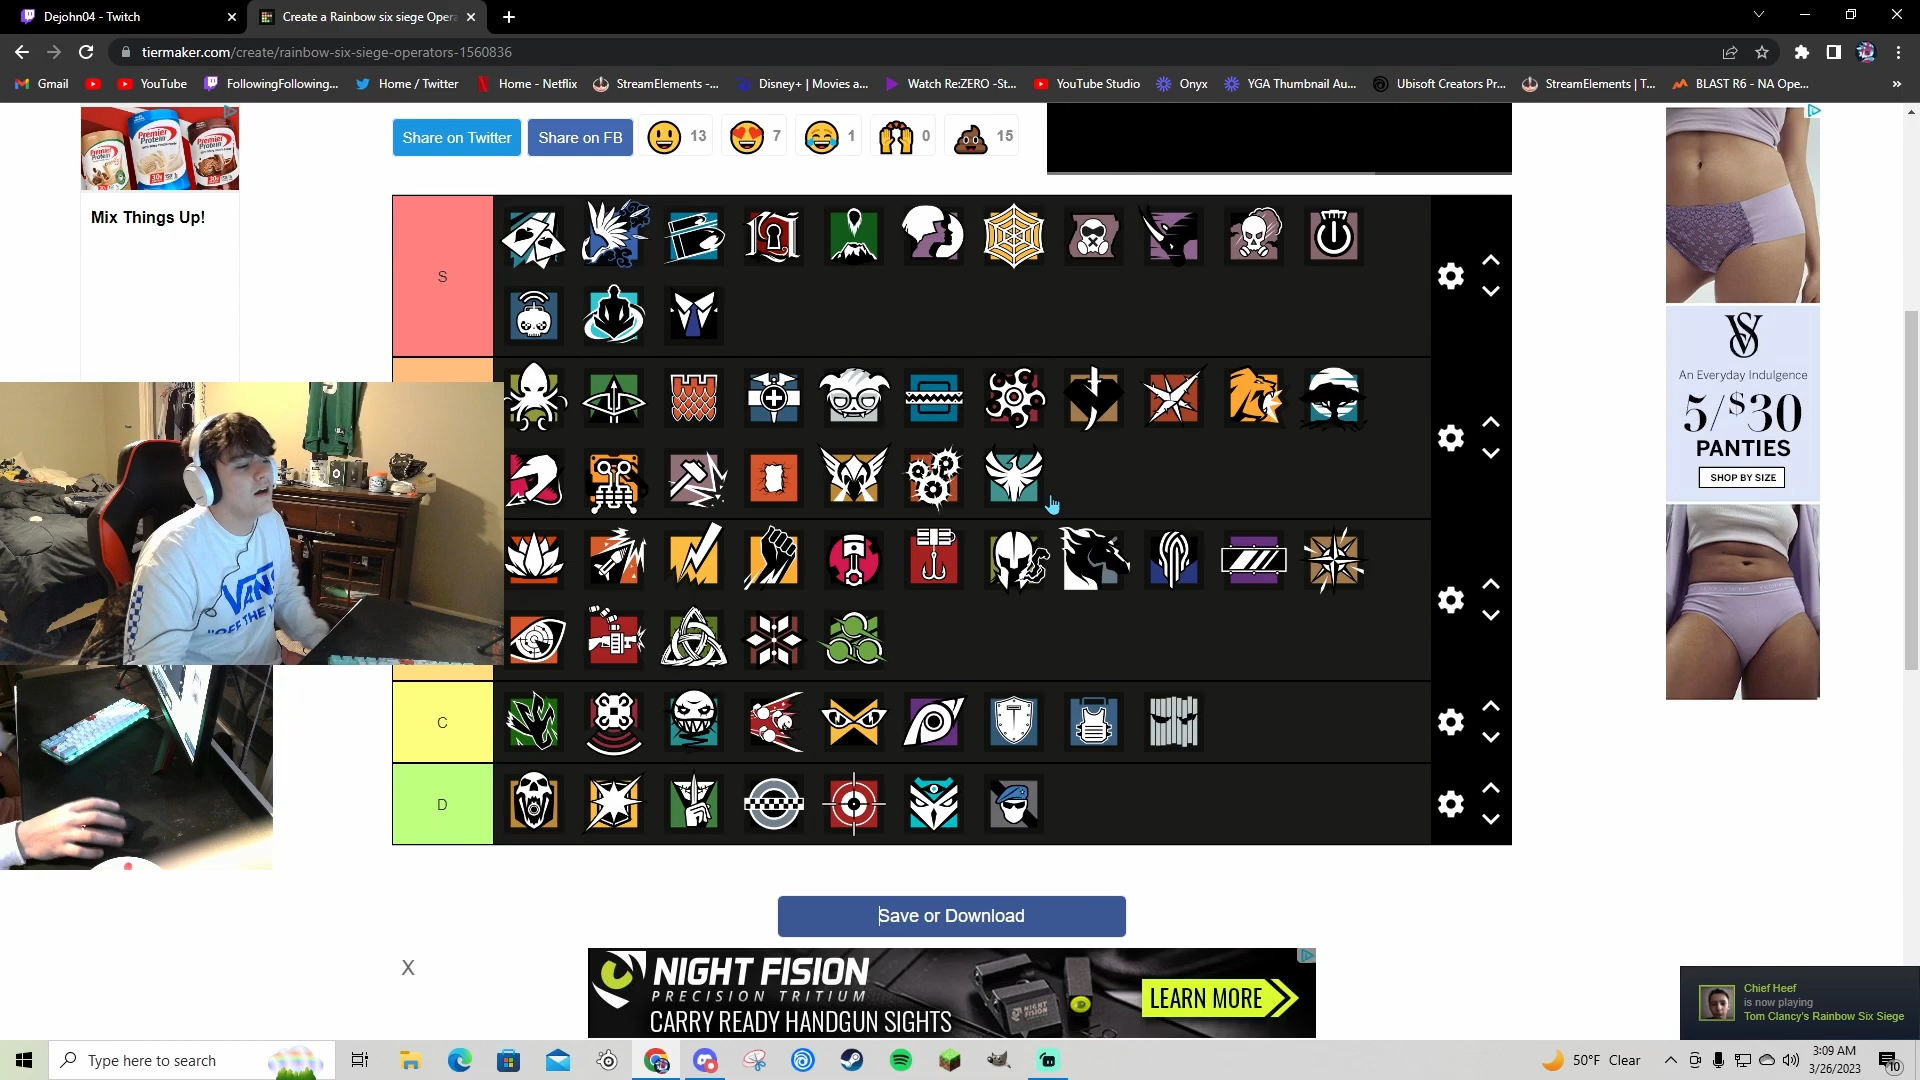 Dejohn04 - Twitch
Create a Rainbow six siege Opera
tiermaker.com/create/rainbow-six-siege-operators-1560836
Gmail
YouTube
FollowingFollowing...
Home / Twitter
Home - Netflix
StreamElements -...
Disney+ | Movies a...
Watch Re:ZERO -St...
YouTube Studio
Onyx
YGA Thumbnail Au...
Ubisoft Creators Pr...
StreamElements | T...
BLAST R6 - NA Ope...
»
Share on Twitter
Share on FB
13
7
1
0
15
Mix Things Up!
S
C
D
VS
An Everyday Indulgence
5/$30
PANTIES
SHOP BY SIZE
VANS
"OFF THE
Save or Download
X
NIGHT FISION
PRECISION TRITIUM
CARRY READY HANDGUN SIGHTS
LEARN MORE
Chief Heef
is now playing
Tom Clancy's Rainbow Six Siege
Type here to search
50°F Clear
3:09 AM
3/26/2023
10